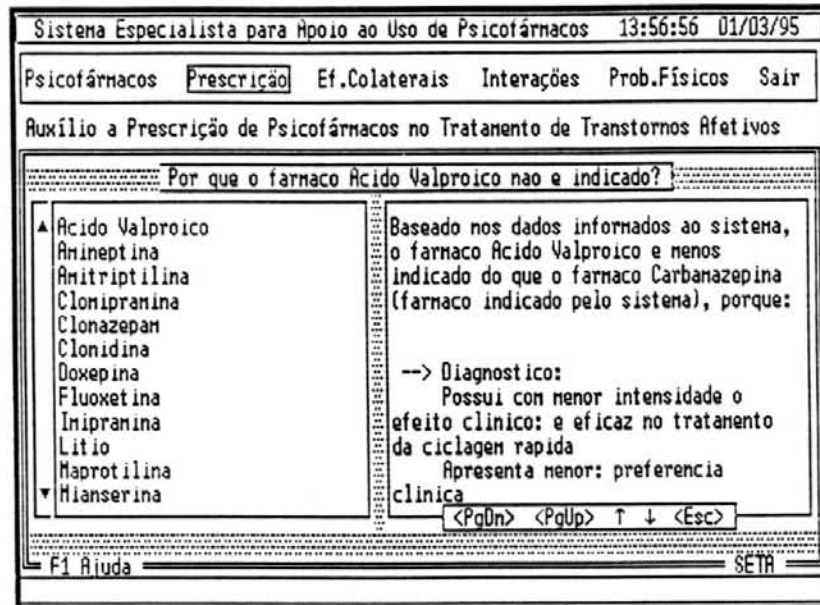 Sistema Especialista para Apoio ao Uso de Psicofármacos 13:56:56 01/03/95
Psicofármacos Prescrição Ef.Colaterais Interações Prob.Físicos Sair
Auxílio a Prescrição de Psicofármacos no Tratamento de Transtornos Afetivos
Por que o farmaco Acido Valproico nao e indicado?
Acido Valproico
Amineptina
Amitriptilina
Clomipramina
Clonazepam
Clonidina
Doxepina
Fluoxetina
Imipramina
Litio
Maprotilina
Mianserina
Baseado nos dados informados ao sistema,
o farmaco Acido Valproico e menos
indicado do que o farmaco Carbamazepina
(farmaco indicado pelo sistema), porque:
--> Diagnostico:
Possui com menor intensidade o
efeito clinico: e eficaz no tratamento
da ciclagem rapida
Apresenta menor: preferencia
clinica
<PgDn> <PgUp> ↑ ↓ <Esc>
F1 Ajuda SETA